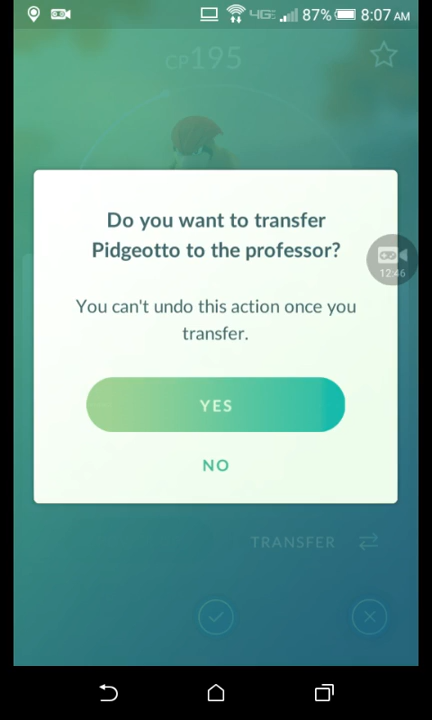 4G 87% 8:07 AM
CP195
Do you want to transfer
Pidgeotto to the professor?
12:46
You can't undo this action once you
transfer.
YES
NO
TRANSFER